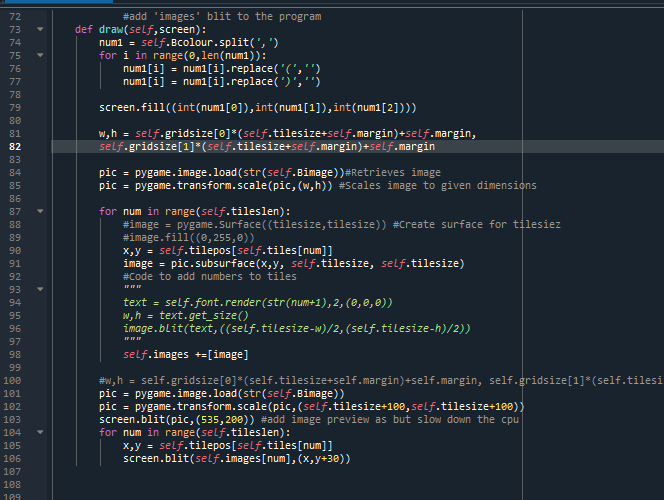 72 #add 'images' blit to the program
73 def draw(self,screen):
74 num1 = self.Bcolour.split(',')
75 for i in range(0,len(num1)):
76 num1[i] = num1[i].replace('(','')
77 num1[i] = num1[i].replace(')','')
78
79 screen.fill((int(num1[0]),int(num1[1]),int(num1[2])))
80
81 w,h = self.gridsize[0]*(self.tilesize+self.margin)+self.margin,
82 self.gridsize[1]*(self.tilesize+self.margin)+self.margin
83
84 pic = pygame.image.load(str(self.Bimage))#Retrieves image
85 pic = pygame.transform.scale(pic,(w,h)) #Scales image to given dimensions
86
87 for num in range(self.tileslen):
88 #image = pygame.Surface((tilesize,tilesize)) #Create surface for tilesiez
89 #image.fill((0,255,0))
90 x,y = self.tilepos[self.tiles[num]]
91 image = pic.subsurface(x,y, self.tilesize, self.tilesize)
92 #Code to add numbers to tiles
93 """
94 text = self.font.render(str(num+1),2,(0,0,0))
95 w,h = text.get_size()
96 image.blit(text,((self.tilesize-w)/2,(self.tilesize-h)/2))
97 """
98 self.images +=[image]
99
100 #w,h = self.gridsize[0]*(self.tilesize+self.margin)+self.margin, self.gridsize[1]*(self.tilesi
101 pic = pygame.image.load(str(self.Bimage))
102 pic = pygame.transform.scale(pic,(self.tilesize+100,self.tilesize+100))
103 screen.blit(pic,(535,200)) #add image preview as but slow down the cpu
104 for num in range(self.tileslen):
105 x,y = self.tilepos[self.tiles[num]]
106 screen.blit(self.images[num],(x,y+30))
107
108
109